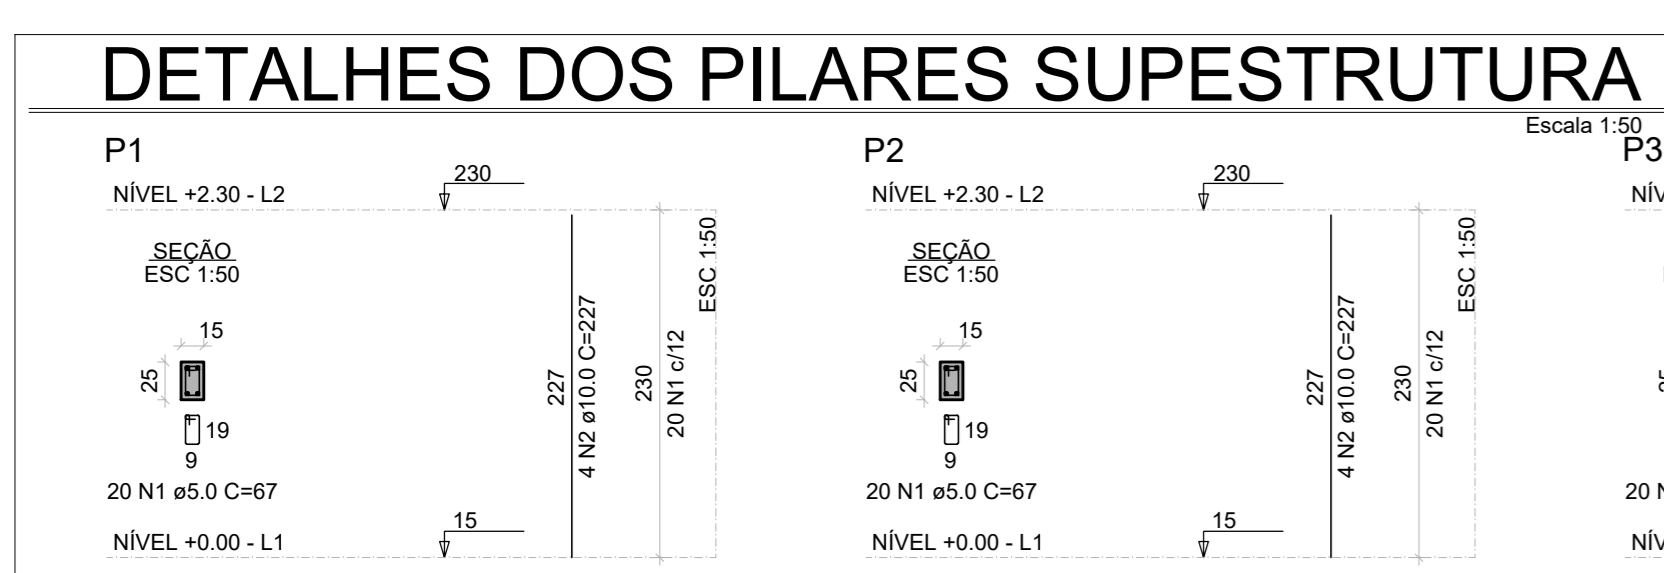 DETALHES DOS PILARES SUPESTRUTURA
Escala 1:50
P1
NÍVEL +2.30 - L2
230
SEÇÃO
ESC 1:50
15
25
19
9
20 N1 ø5.0 C=67
227
4 N2 ø10.0 C=227
230
20 N1 c/12
ESC 1:50
NÍVEL +0.00 - L1
15
P2
NÍVEL +2.30 - L2
230
SEÇÃO
ESC 1:50
15
25
19
9
20 N1 ø5.0 C=67
227
4 N2 ø10.0 C=227
230
20 N1 c/12
ESC 1:50
NÍVEL +0.00 - L1
15
P3
NÍV
20
NÍV